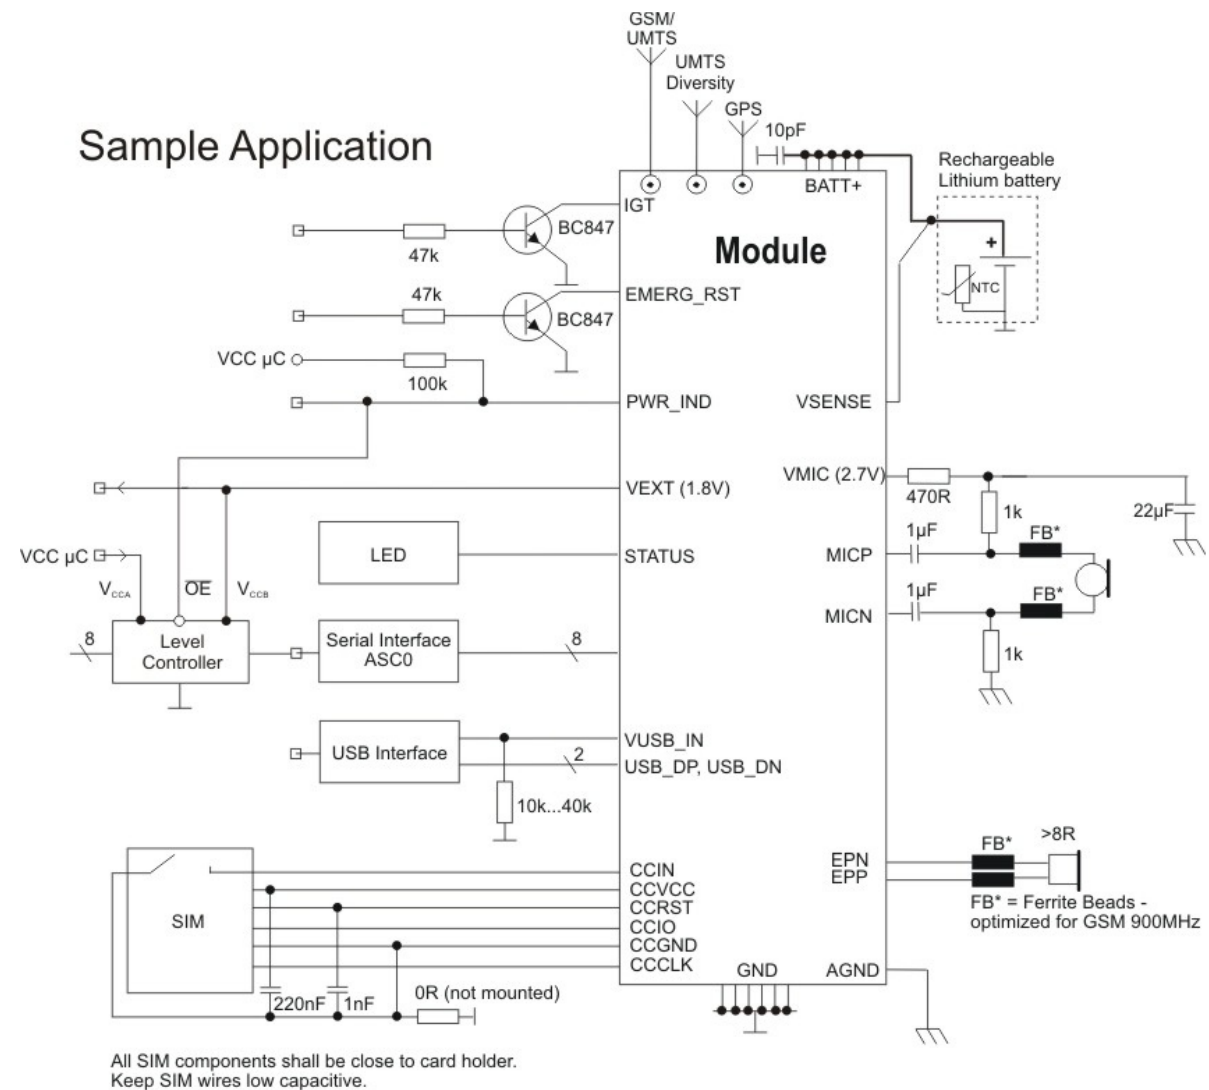 GSM/
UMTS
UMTS
Diversity
GPS
10pF
Sample Application
BATT+
Rechargeable
Lithium battery
IGT
BC847
47k
Module
+
NTC
47k
EMERG_RST
BC847
VCC µC
100k
PWR_IND
VSENSE
VMIC (2.7V)
470R
VEXT (1.8V)
1k
22µF
1µF
FB*
LED
STATUS
MICP
VCC µC
VCCA
OE
VCCB
1µF
FB*
MICN
8
Level
Controller
Serial Interface
ASC0
8
1k
USB Interface
VUSB_IN
2
USB_DP, USB_DN
10k...40k
>8R
FB*
EPN
EPP
FB* = Ferrite Beads -
optimized for GSM 900MHz
SIM
CCIN
CCVCC
CCRST
CCIO
CCGND
CCCLK
GND
AGND
220nF
1nF
0R (not mounted)
All SIM components shall be close to card holder.
Keep SIM wires low capacitive.